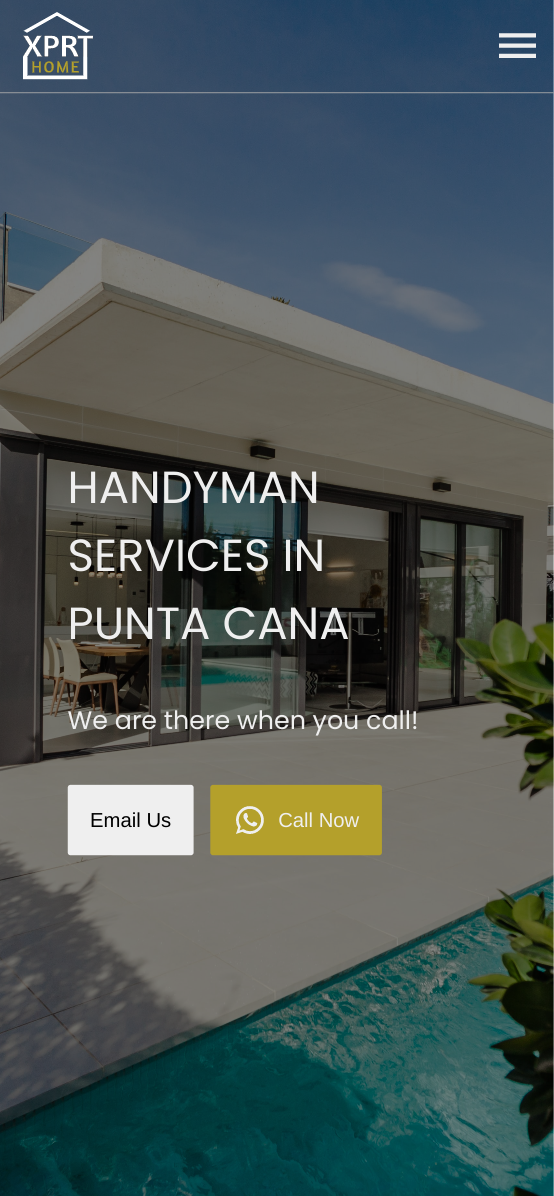 XPRT
HOME
HANDYMAN
SERVICES IN
PUNTA CANA
We are there when you call!
Email Us
Call Now